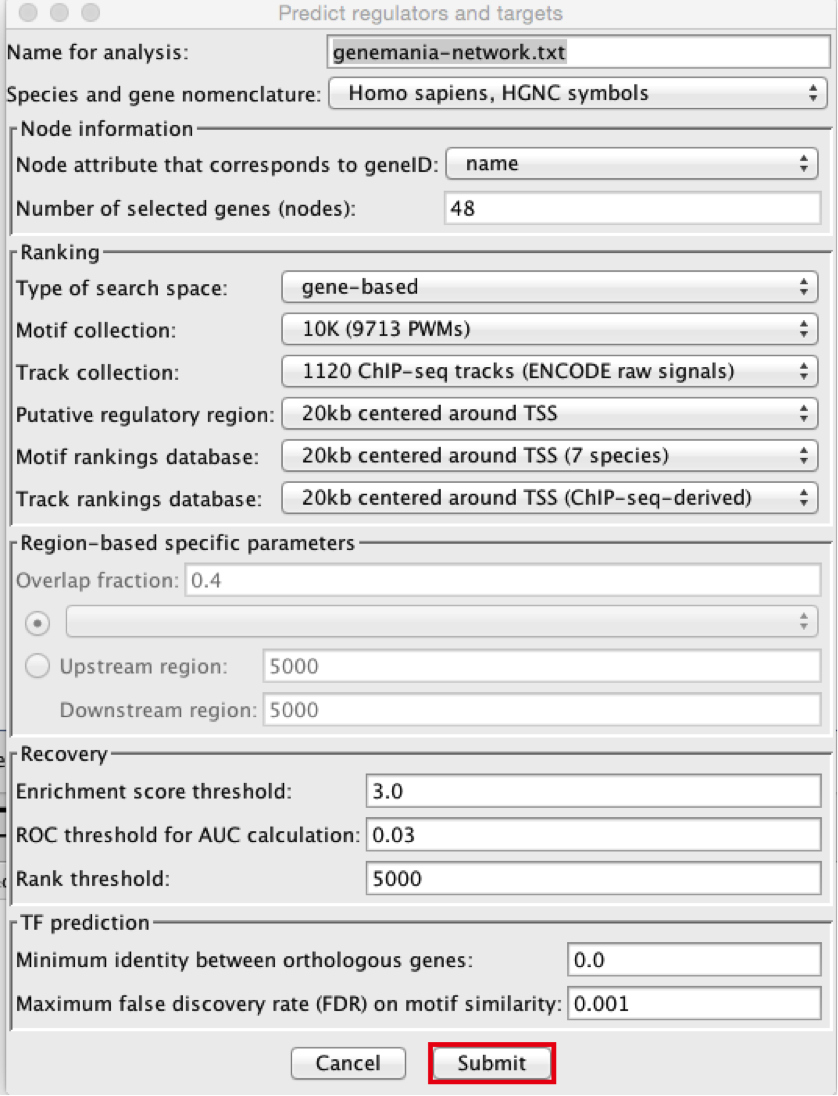 Predict regulators and targets
Name for analysis: genemania-network.txt
Species and gene nomenclature: Homo sapiens, HGNC symbols
Node information
Node attribute that corresponds to geneID: name
Number of selected genes (nodes): 48
Ranking
Type of search space: gene-based
Motif collection: 10K (9713 PWMs)
Track collection: 1120 ChIP-seq tracks (ENCODE raw signals)
Putative regulatory region: 20kb centered around TSS
Motif rankings database: 20kb centered around TSS (7 species)
Track rankings database: 20kb centered around TSS (ChIP-seq-derived)
Region-based specific parameters
Overlap fraction: 0.4
Upstream region: 5000
Downstream region: 5000
Recovery
Enrichment score threshold: 3.0
ROC threshold for AUC calculation: 0.03
Rank threshold: 5000
TF prediction
Minimum identity between orthologous genes: 0.0
Maximum false discovery rate (FDR) on motif similarity: 0.001
Cancel Submit